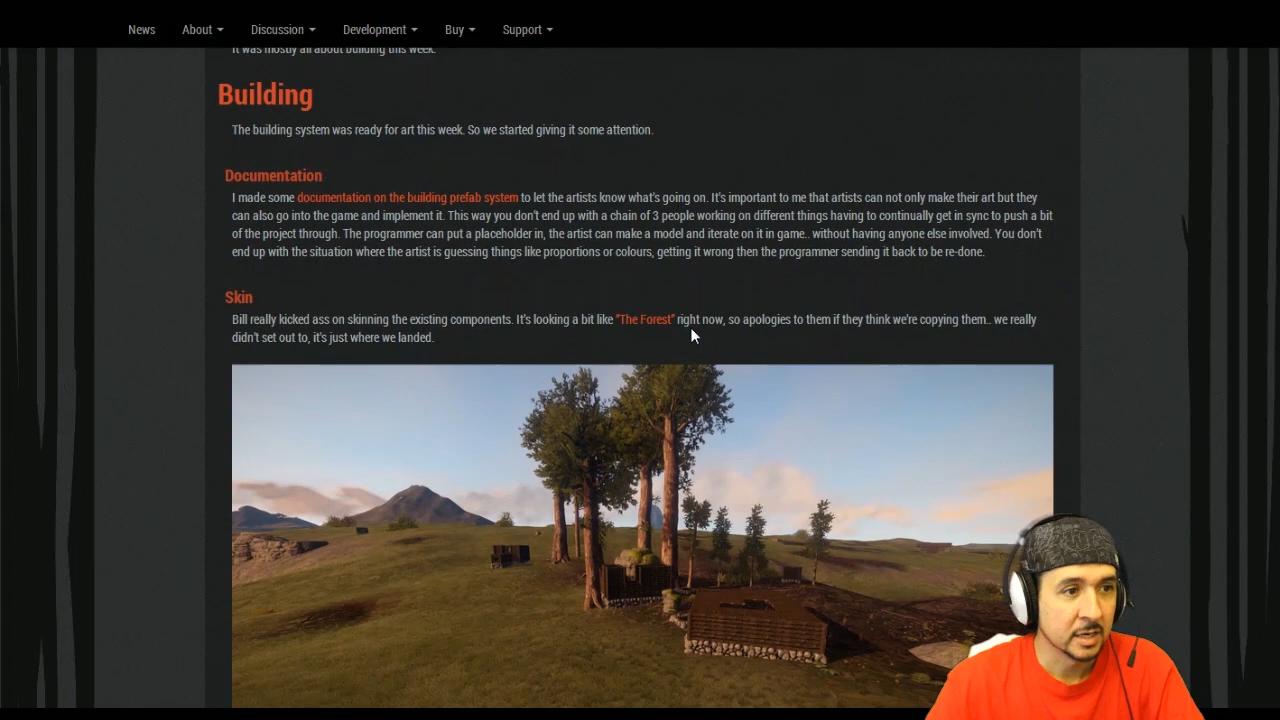 News About Discussion Development Buy Support
It was mostly all about building this week.
Building
The building system was ready for art this week. So we started giving it some attention.
Documentation
I made some documentation on the building prefab system to let the artists know what's going on. It's important to me that artists can not only make their art but they
can also go into the game and implement it. This way you don't end up with a chain of 3 people working on different things having to continually get in sync to push a bit
of the project through. The programmer can put a placeholder in, the artist can make a model and iterate on it in game.. without having anyone else involved. You don't
end up with the situation where the artist is guessing things like proportions or colours, getting it wrong then the programmer sending it back to be re-done.
Skin
Bill really kicked ass on skinning the existing components. It's looking a bit like "The Forest" right now, so apologies to them if they think we're copying them.. we really
didn't set out to, it's just where we landed.